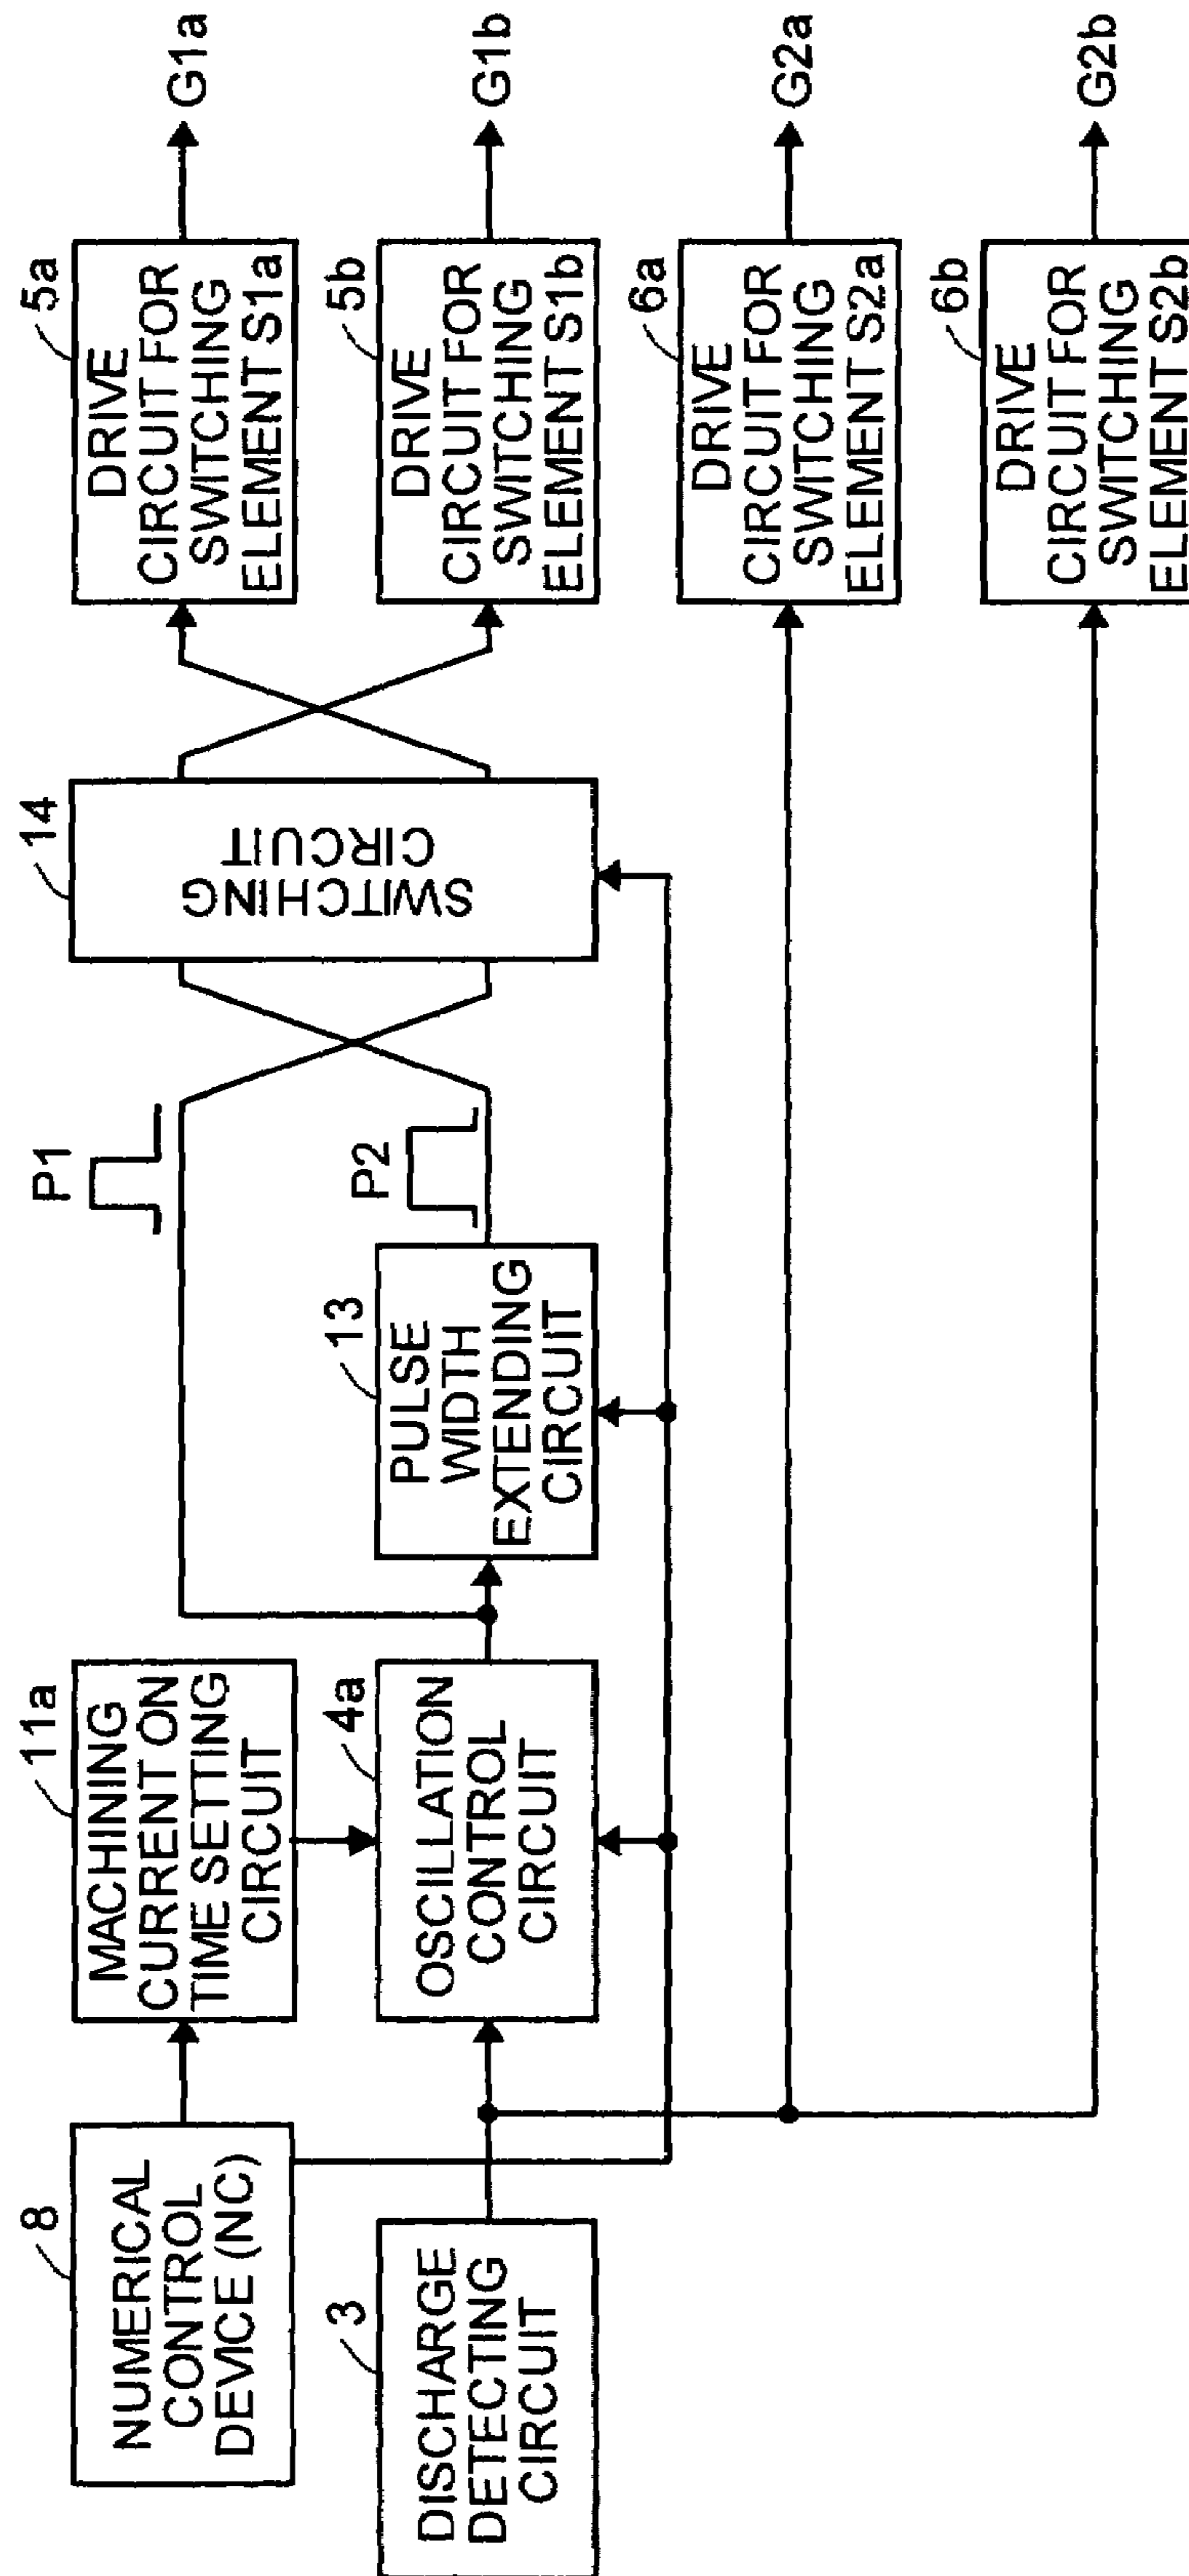 8
NUMERICAL
CONTROL
DEVICE (NC)
3
DISCHARGE
DETECTING
CIRCUIT
11a
MACHINING
CURRENT ON
TIME SETTING
CIRCUIT
4a
OSCILLATION
CONTROL
CIRCUIT
13
PULSE
WIDTH
EXTENDING
CIRCUIT
P1
P2
14
SWITCHING
CIRCUIT
5a
DRIVE
CIRCUIT FOR
SWITCHING
ELEMENT S1a
G1a
5b
DRIVE
CIRCUIT FOR
SWITCHING
ELEMENT S1b
G1b
6a
DRIVE
CIRCUIT FOR
SWITCHING
ELEMENT S2a
G2a
6b
DRIVE
CIRCUIT FOR
SWITCHING
ELEMENT S2b
G2b